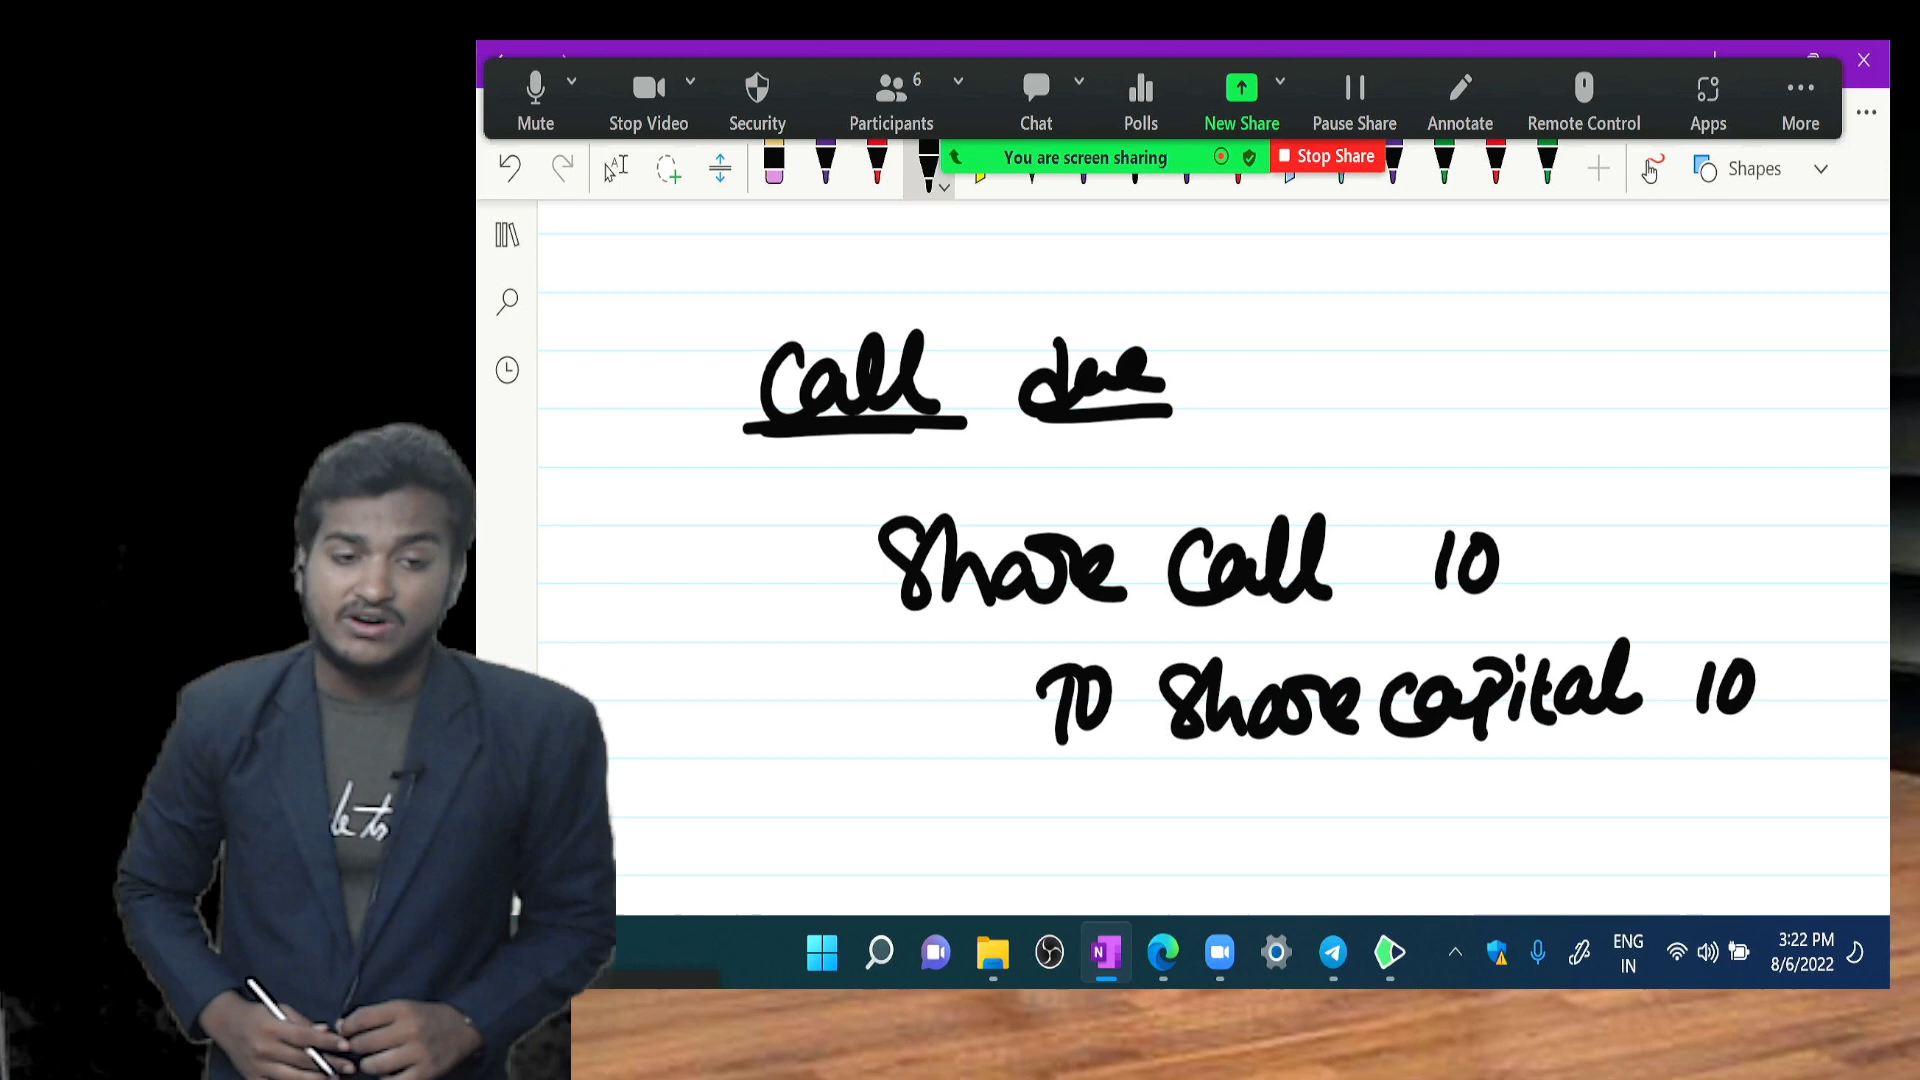 6
Mute Stop Video Security Participants Chat Polls New Share Pause Share Annotate Remote Control Apps More
You are screen sharing Stop Share
Shapes
Call due
Share Call 10
To Share capital 10
lets
ENG
IN
3:22 PM
8/6/2022